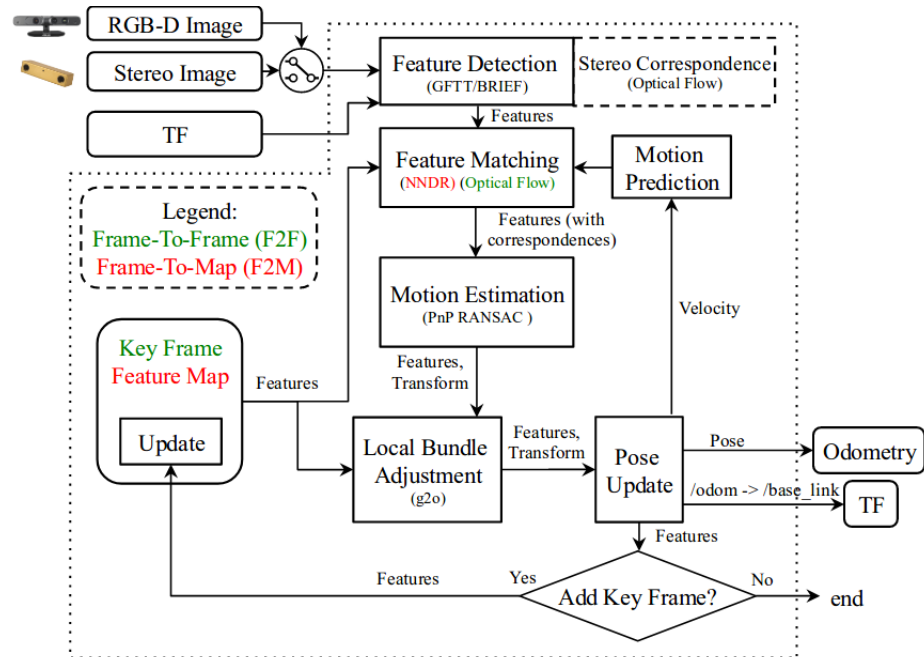 RGB-D Image
Stereo Image
TF
Feature Detection
(GFTT/BRIEF)
Stereo Correspondence
(Optical Flow)
Features
Feature Matching
(NNDR) (Optical Flow)
Motion
Prediction
Legend:
Frame-To-Frame (F2F)
Frame-To-Map (F2M)
Features (with
correspondences)
Motion Estimation
(PnP RANSAC )
Velocity
Key Frame
Feature Map
Update
Features
Features,
Transform
Local Bundle
Adjustment
(g2o)
Features,
Transform
Pose
Update
Pose
Odometry
/odom -> /base_link
TF
Features
Features
Yes
Add Key Frame?
No
end